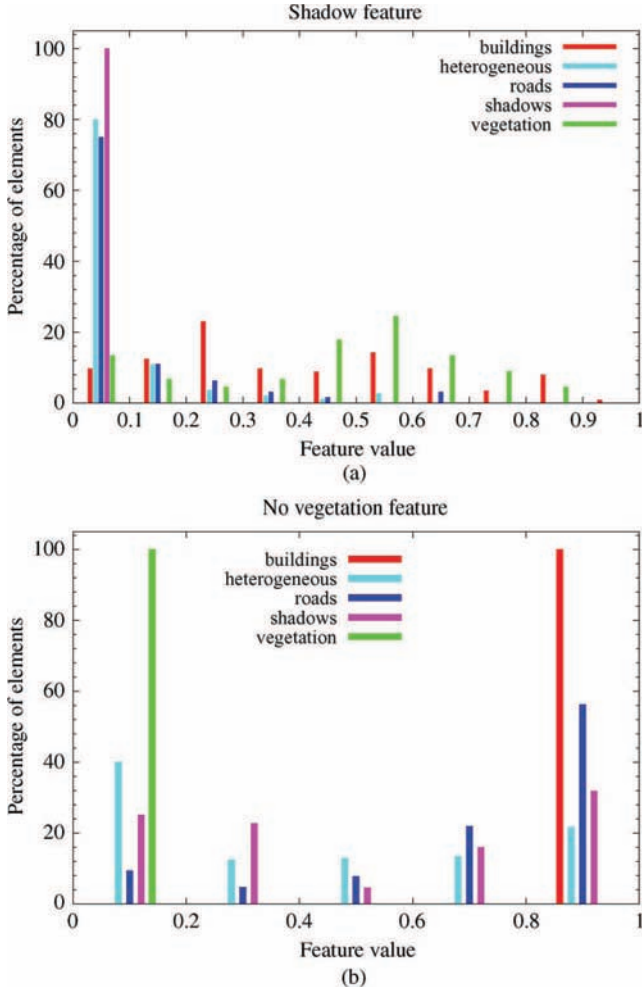 Shadow feature
100
80
60
40
20
0
Percentage of elements
buildings
heterogeneous
roads
shadows
vegetation
0 0.1 0.2 0.3 0.4 0.5 0.6 0.7 0.8 0.9 1
Feature value
(a)
No vegetation feature
100
80
60
40
20
0
Percentage of elements
buildings
heterogeneous
roads
shadows
vegetation
0 0.2 0.4 0.6 0.8 1
Feature value
(b)